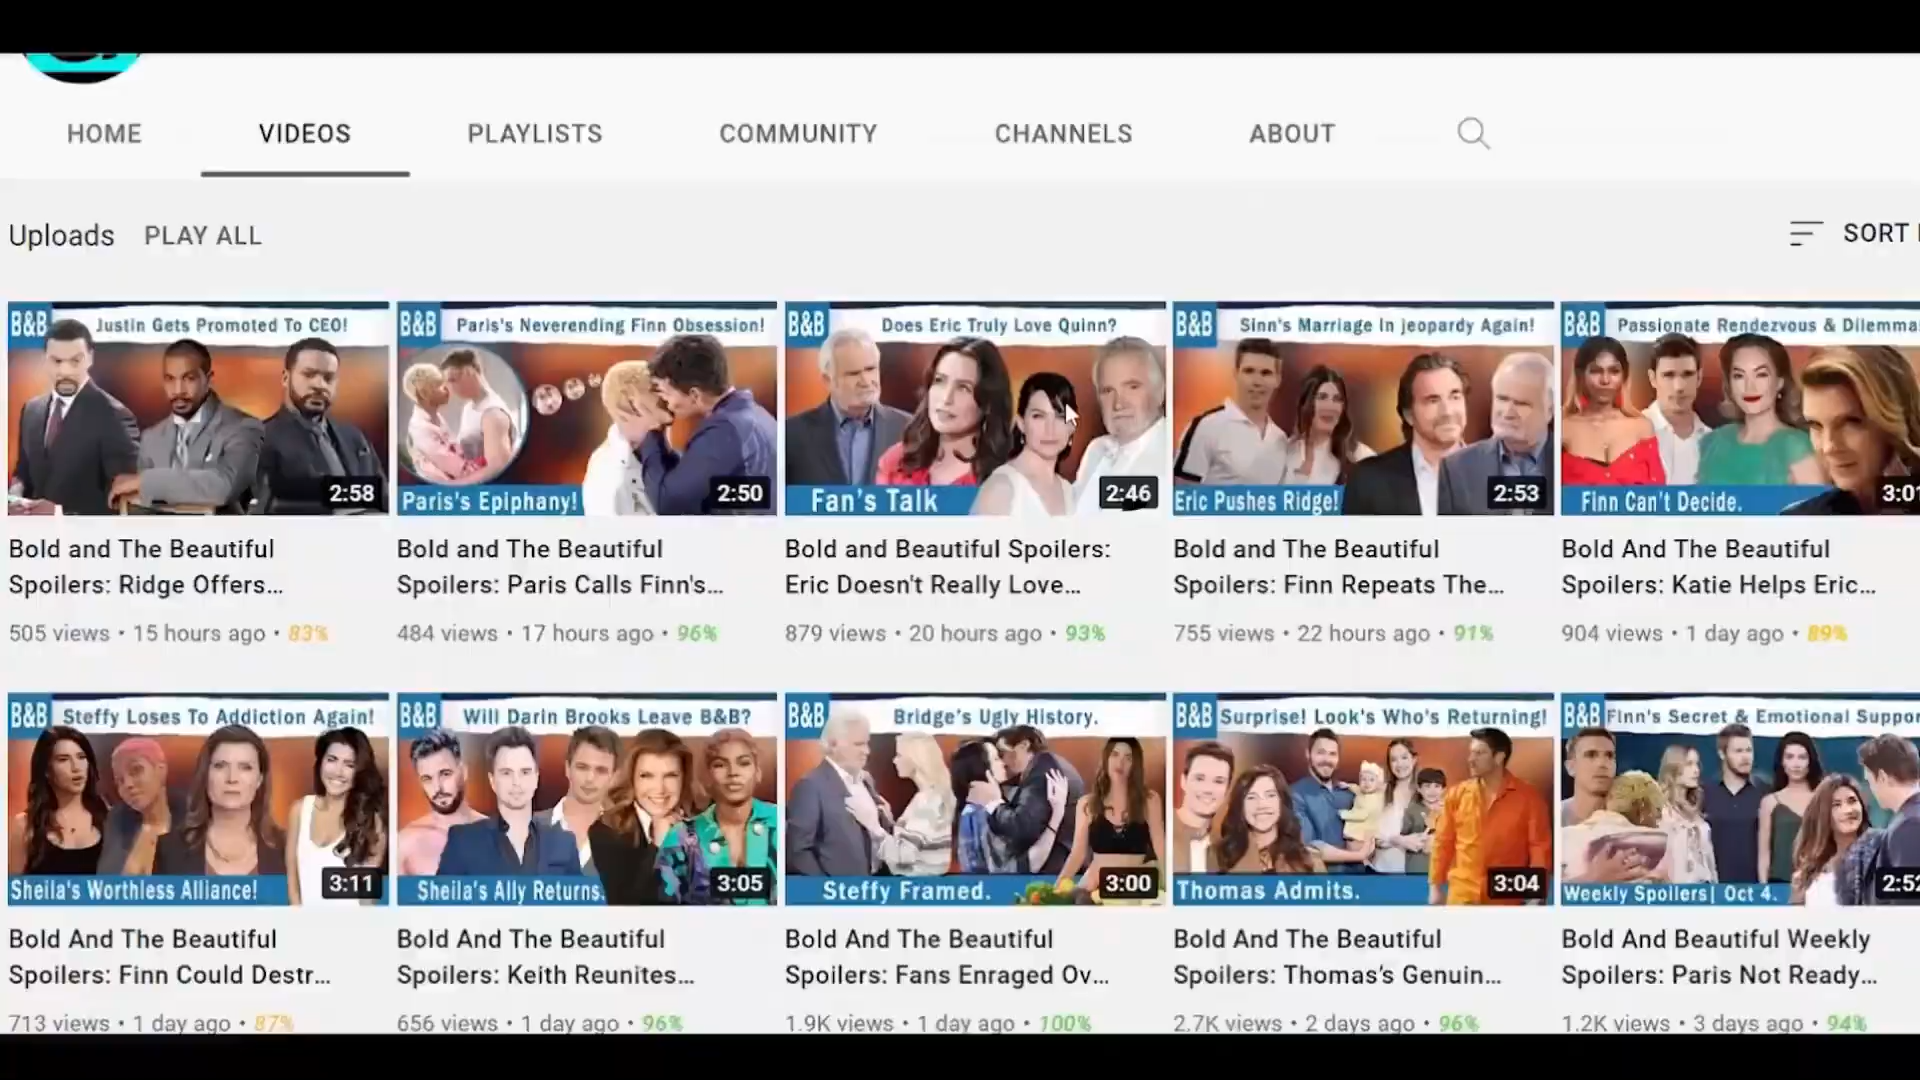 HOME VIDEOS PLAYLISTS COMMUNITY CHANNELS ABOUT
Uploads PLAY ALL SORT
B&B Justin Gets Promoted To CEO!
2:58
Bold and The Beautiful
Spoilers: Ridge Offers...
505 views • 15 hours ago • 83%
B&B Paris's Neverending Finn Obsession!
Paris's Epiphany! 2:50
Bold and The Beautiful
Spoilers: Paris Calls Finn's...
484 views • 17 hours ago • 96%
B&B Does Eric Truly Love Quinn?
Fan's Talk 2:46
Bold and Beautiful Spoilers:
Eric Doesn't Really Love...
879 views • 20 hours ago • 93%
B&B Sinn's Marriage In jeopardy Again!
Eric Pushes Ridge! 2:53
Bold and The Beautiful
Spoilers: Finn Repeats The...
755 views • 22 hours ago • 91%
B&B Passionate Rendezvous & Dilemma
Finn Can't Decide. 3:01
Bold And The Beautiful
Spoilers: Katie Helps Eric...
904 views • 1 day ago • 89%
B&B Steffy Loses To Addiction Again!
Sheila's Worthless Alliance! 3:11
Bold And The Beautiful
Spoilers: Finn Could Destr...
713 views • 1 day ago • 87%
B&B Will Darin Brooks Leave B&B?
Sheila's Ally Returns. 3:05
Bold And The Beautiful
Spoilers: Keith Reunites...
656 views • 1 day ago • 96%
B&B Bridge's Ugly History.
Steffy Framed. 3:00
Bold And The Beautiful
Spoilers: Fans Enraged Ov...
1.9K views • 1 day ago • 100%
B&B Surprise! Look's Who's Returning!
Thomas Admits. 3:04
Bold And The Beautiful
Spoilers: Thomas's Genuin...
2.7K views • 2 days ago • 96%
B&B Finn's Secret & Emotional Suppor
Weekly Spoilers| Oct 4. 2:52
Bold And Beautiful Weekly
Spoilers: Paris Not Ready...
1.2K views • 3 days ago • 94%